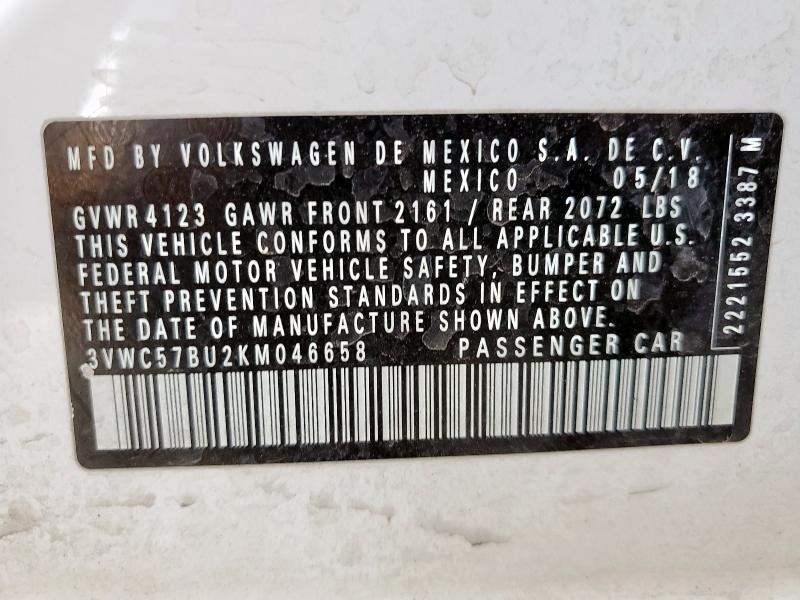 MFD BY VOLKSWAGEN DE MEXICO S.A. DE C.V.
MEXICO 05/18
GVWR 4123 GAWR FRONT 2161 / REAR 2072 LBS
THIS VEHICLE CONFORMS TO ALL APPLICABLE U.S.
FEDERAL MOTOR VEHICLE SAFETY, BUMPER AND
THEFT PREVENTION STANDARDS IN EFFECT ON
THE DATE OF MANUFACTURE SHOWN ABOVE.
3VWC57BU2KM046658 PASSENGER CAR
2221552 3387 M